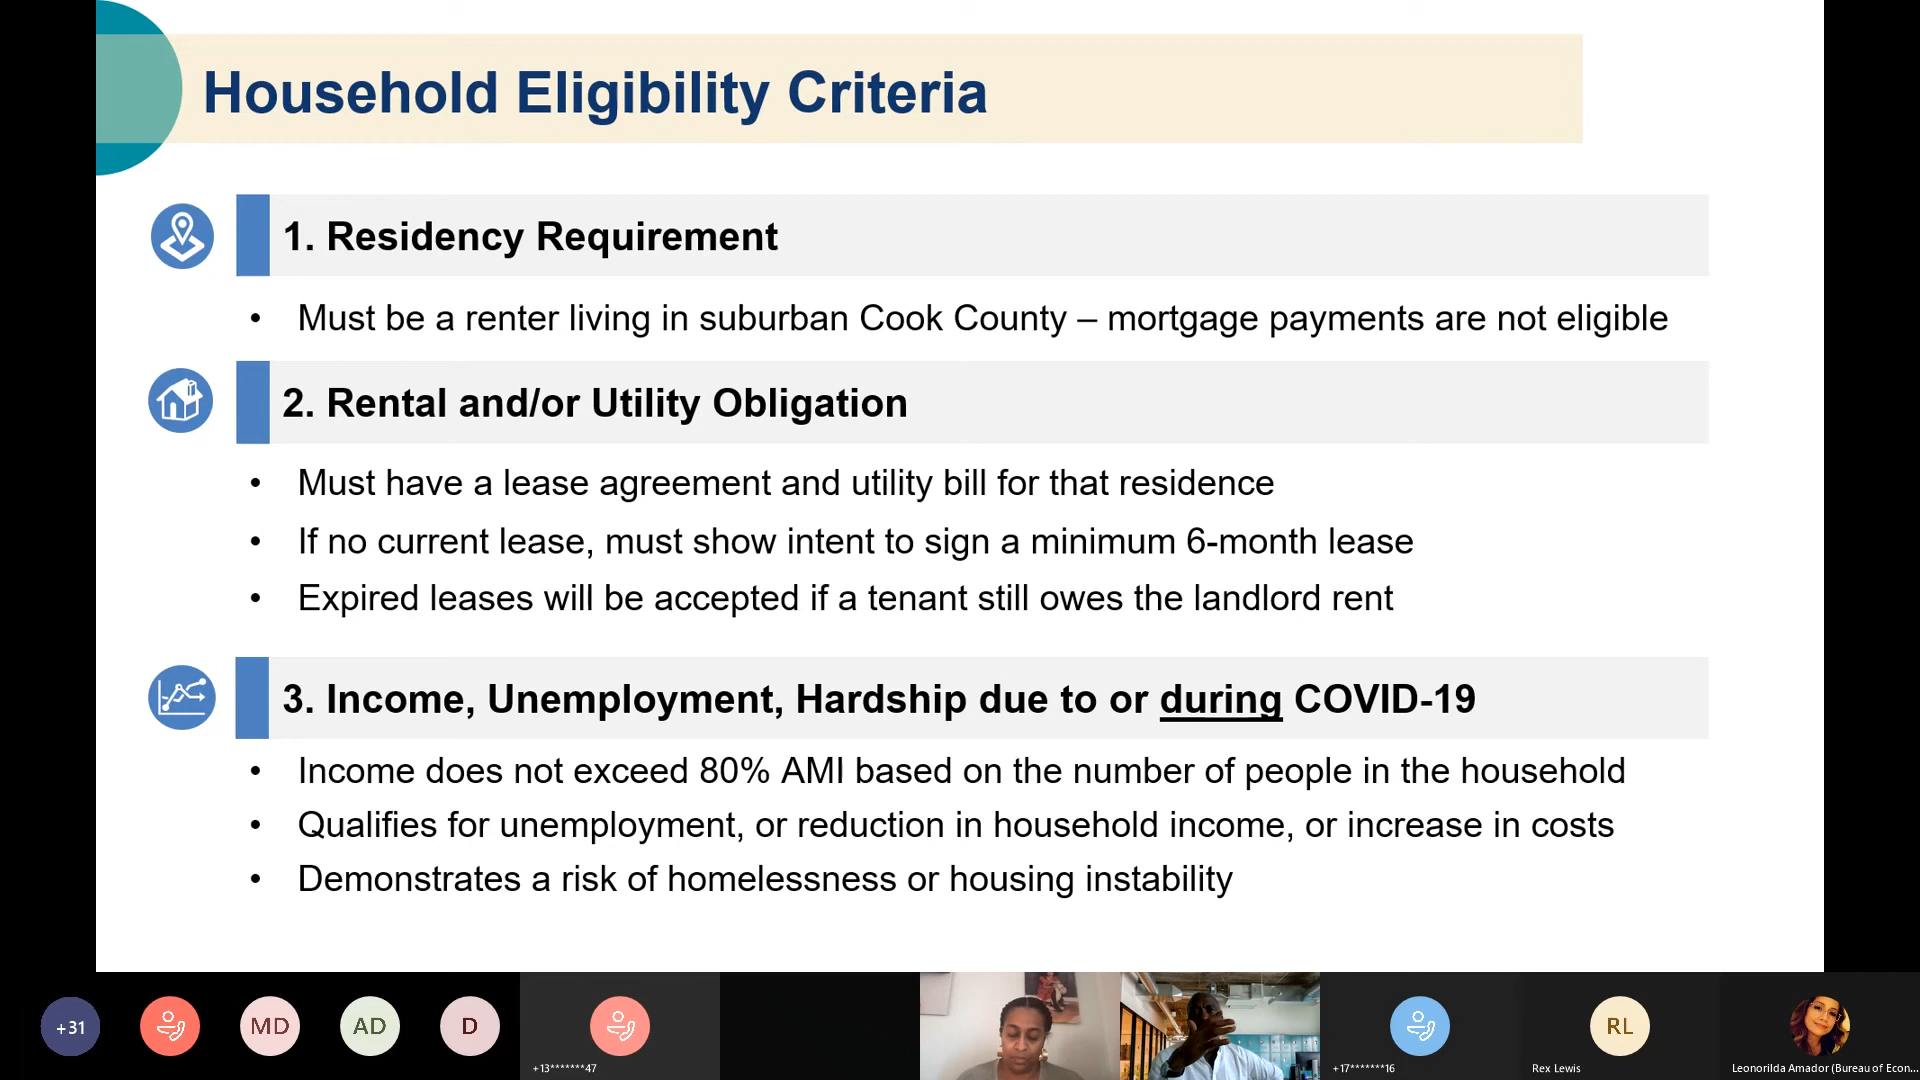 Household Eligibility Criteria
1. Residency Requirement
• Must be a renter living in suburban Cook County – mortgage payments are not eligible
2. Rental and/or Utility Obligation
• Must have a lease agreement and utility bill for that residence
• If no current lease, must show intent to sign a minimum 6-month lease
• Expired leases will be accepted if a tenant still owes the landlord rent
3. Income, Unemployment, Hardship due to or during COVID-19
• Income does not exceed 80% AMI based on the number of people in the household
• Qualifies for unemployment, or reduction in household income, or increase in costs
• Demonstrates a risk of homelessness or housing instability
+31
MD
AD
D
+13*******47
+17*******16
RL
Rex Lewis
Leonorilda Amador (Bureau of Econ...